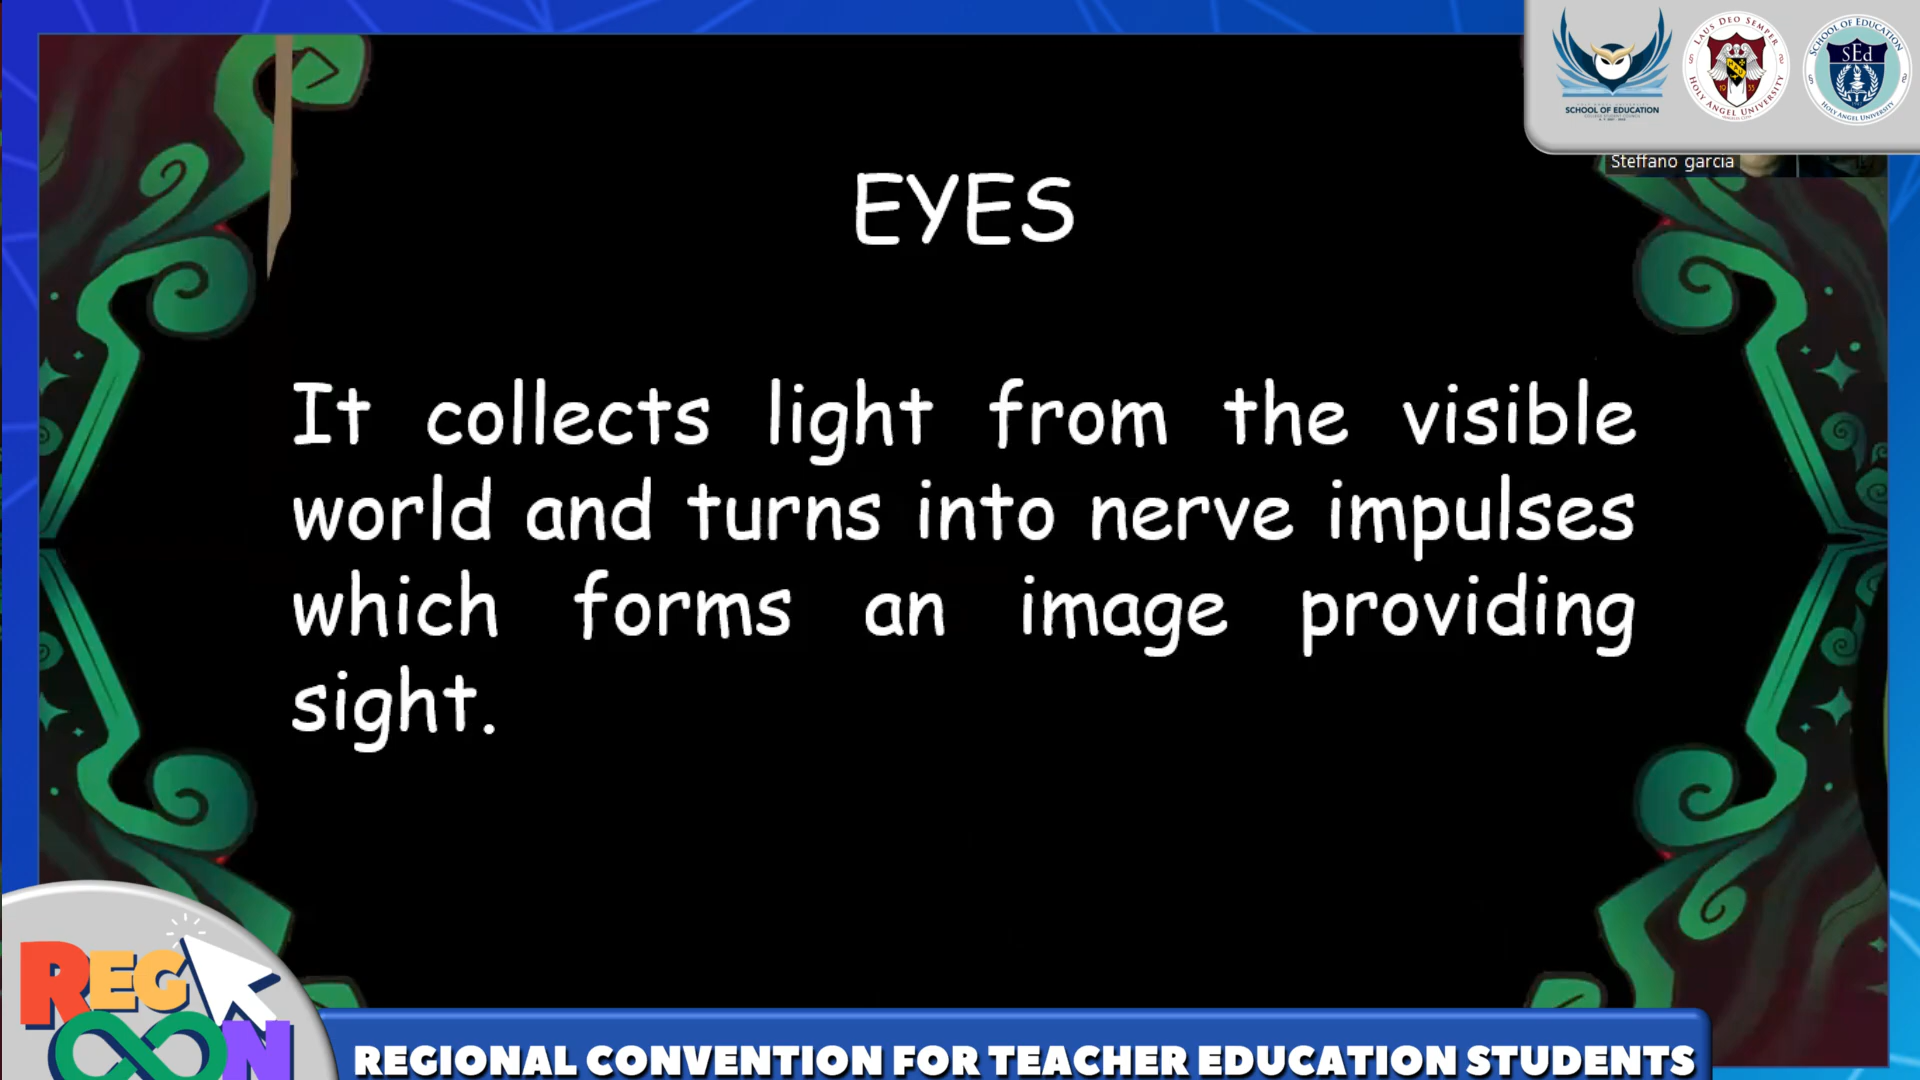 SCHOOL OF EDUCATION
LAUS DEO SEMPER
HOLY ANGEL UNIVERSITY
1933
SCHOOL OF EDUCATION
SEd
HOLY ANGEL UNIVERSITY
Steffano garcia
EYES
It collects light from the visible
world and turns into nerve impulses
which forms an image providing
sight.
REG
N
REGIONAL CONVENTION FOR TEACHER EDUCATION STUDENTS